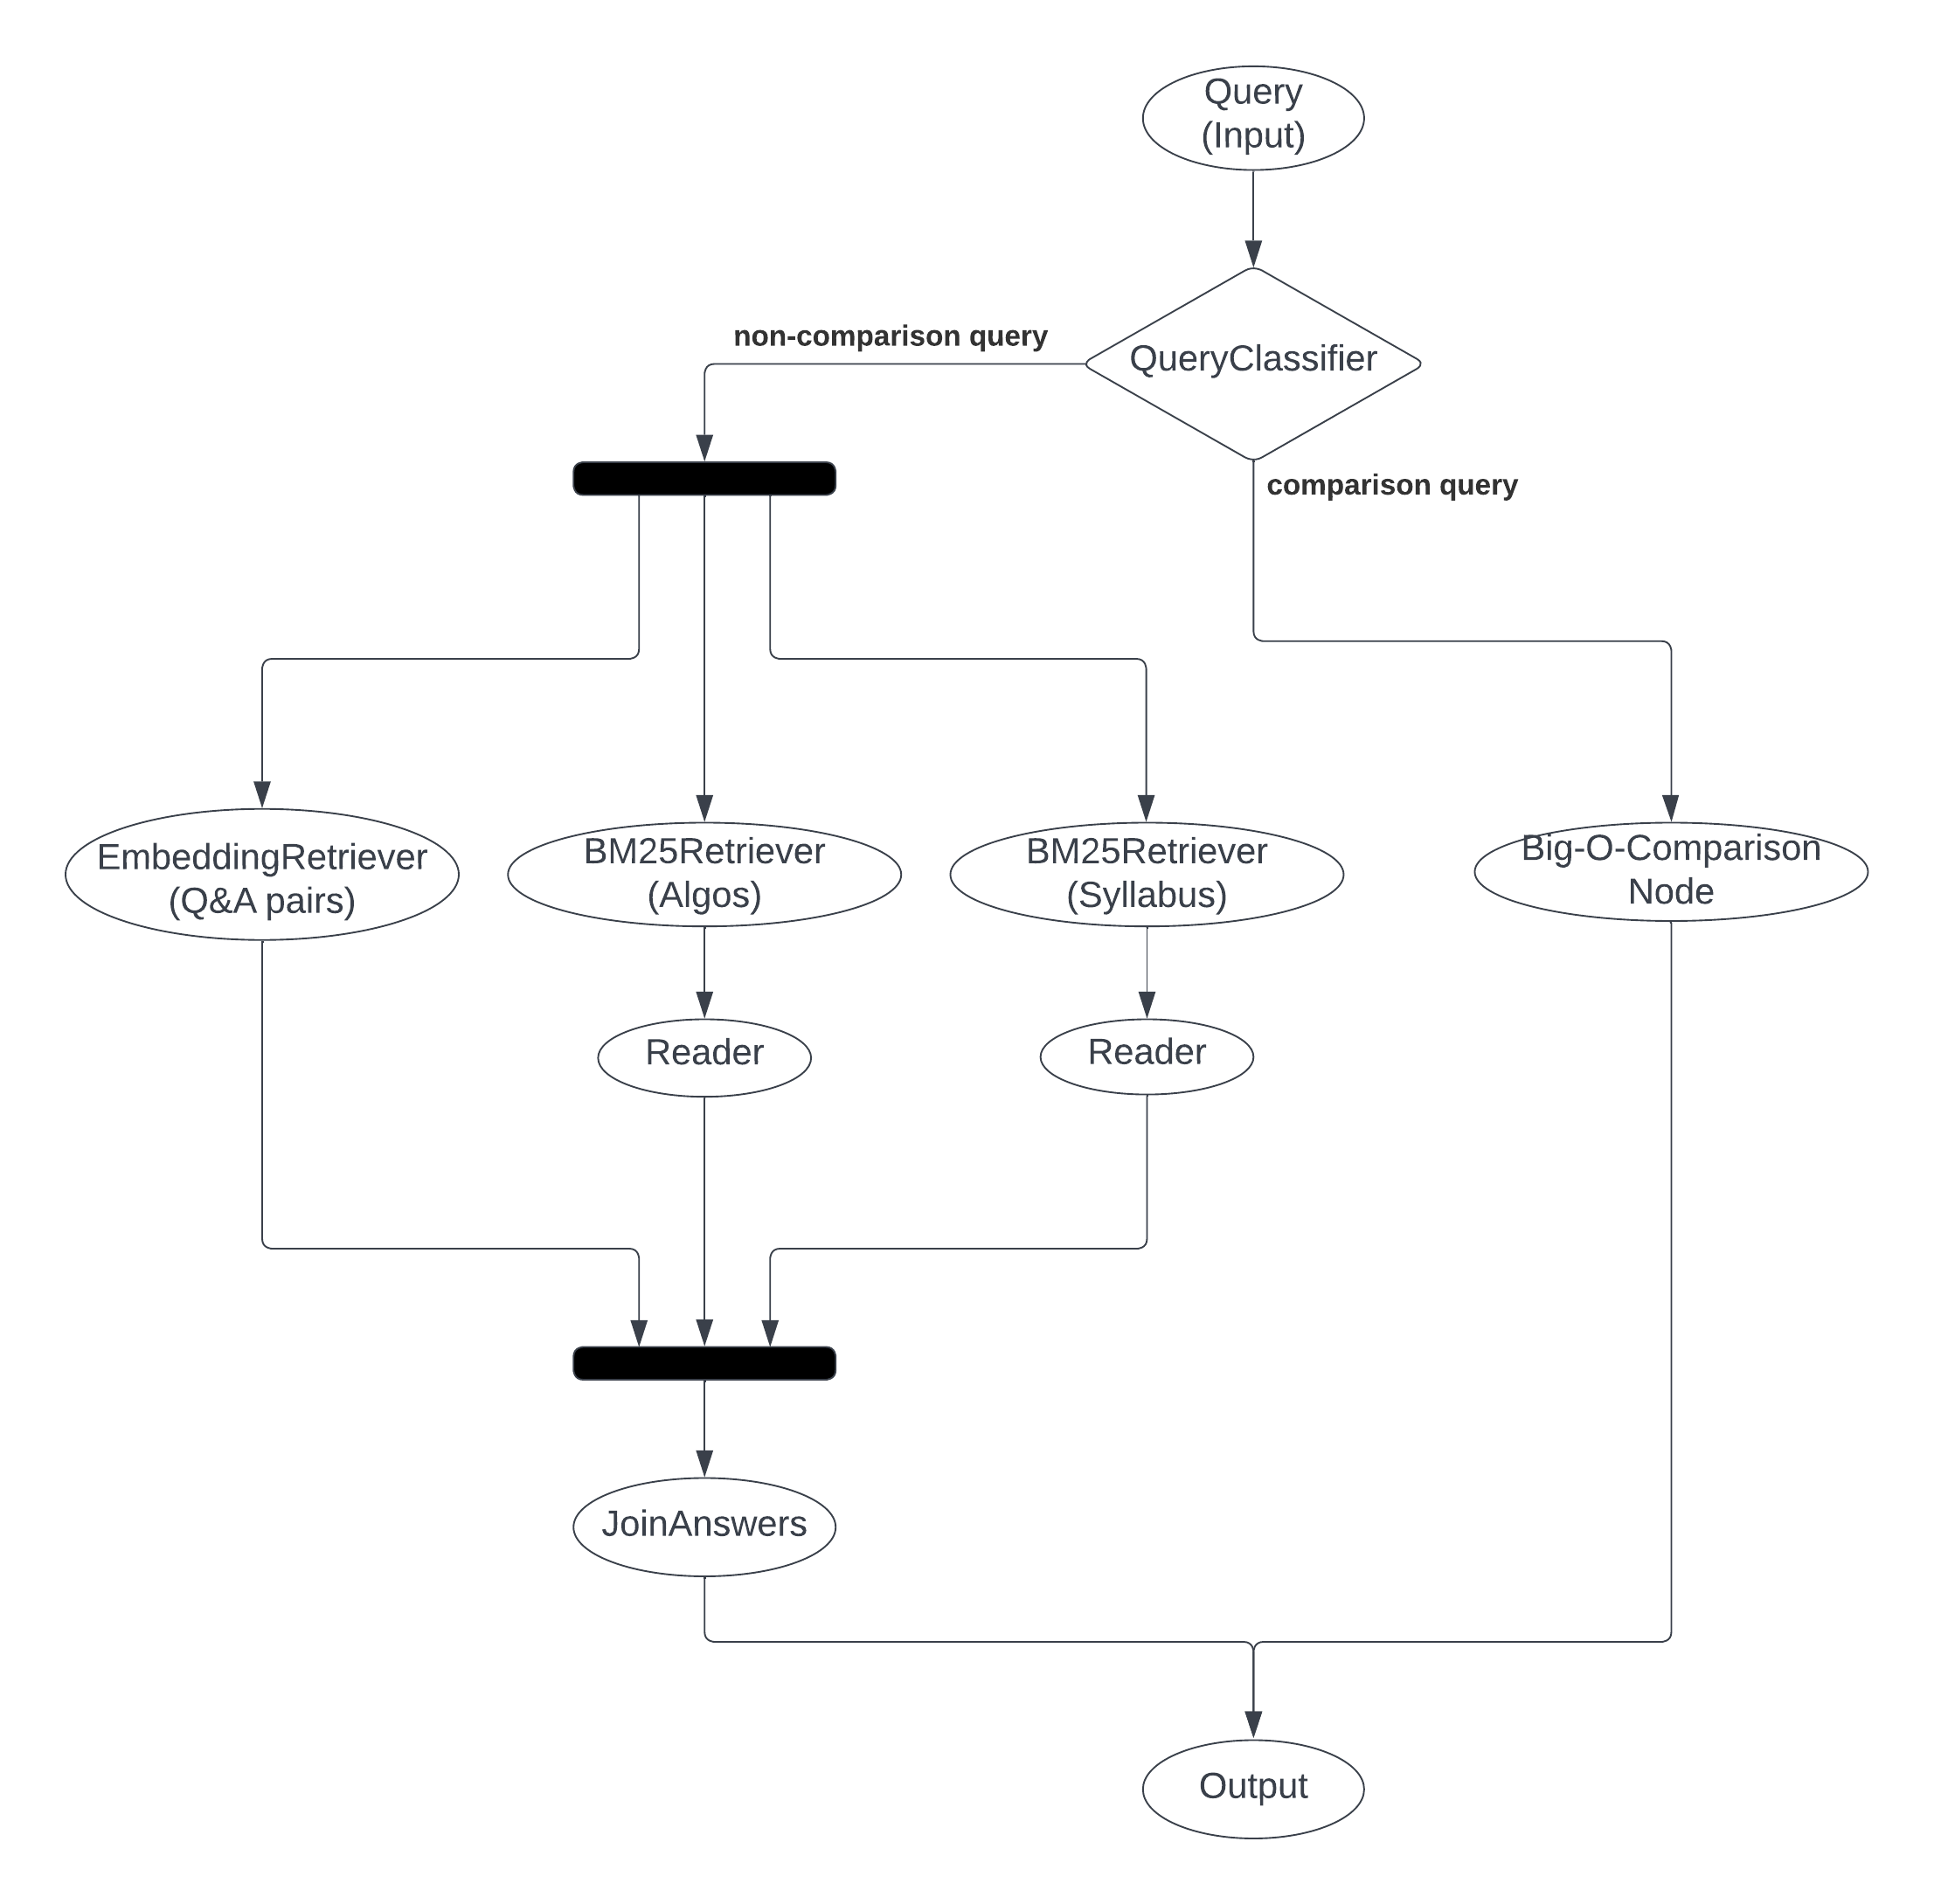 Query
(Input)
QueryClassifier
non-comparison query
comparison query
EmbeddingRetriever
(Q&A pairs)
BM25Retriever
(Algos)
BM25Retriever
(Syllabus)
Big-O-Comparison
Node
Reader
Reader
JoinAnswers
Output